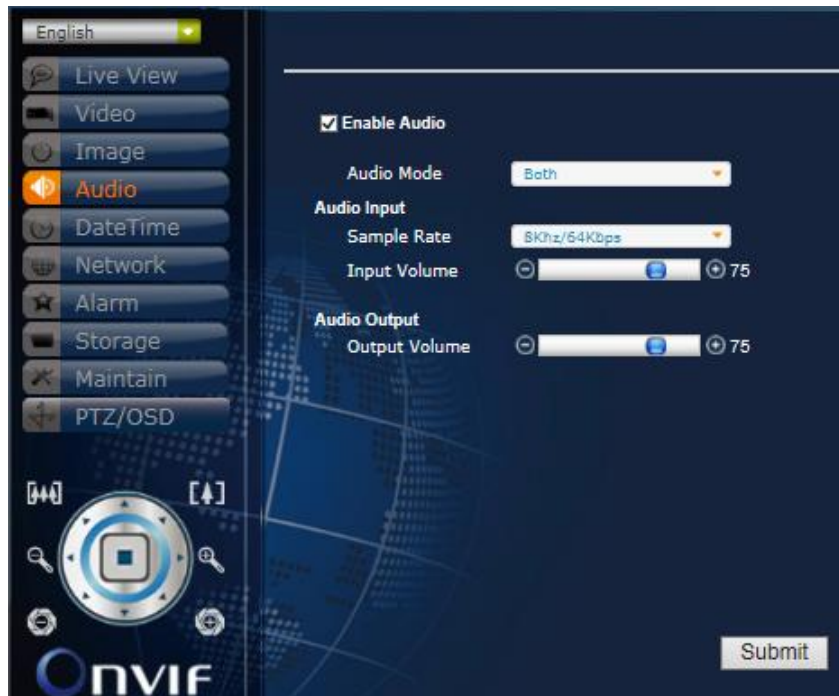 English
Live View
Video
Image
Audio
DateTime
Network
Alarm
Storage
Maintain
PTZ/OSD
ONVIF
Enable Audio
Audio Mode Both
Audio Input
Sample Rate 8Khz/64Kbps
Input Volume 75
Audio Output
Output Volume 75
Submit